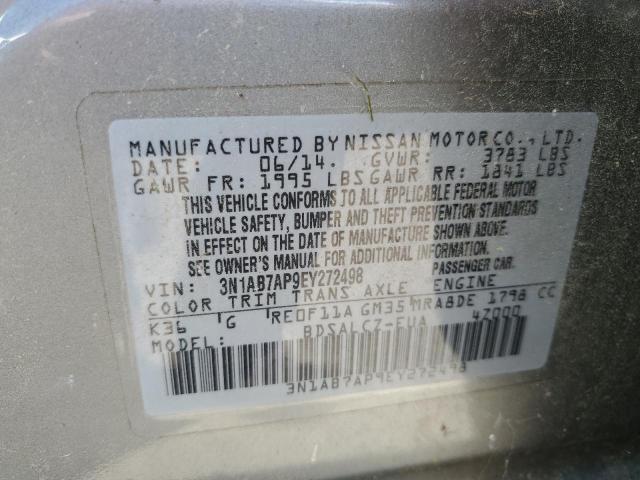 MANUFACTURED BY NISSAN MOTOR CO., LTD.
DATE: 06/14. GVWR: 3783 LBS
GAWR FR: 1995 LBS GAWR RR: 1841 LBS
THIS VEHICLE CONFORMS TO ALL APPLICABLE FEDERAL MOTOR
VEHICLE SAFETY, BUMPER AND THEFT PREVENTION STANDARDS
IN EFFECT ON THE DATE OF MANUFACTURE SHOWN ABOVE.
SEE OWNER'S MANUAL FOR ADDITIONAL INFORMATION.
VIN: 3N1AB7AP9EY272498 PASSENGER CAR
COLOR TRIM TRANS AXLE ENGINE
K36 G RE0F11A GM35 MRA8DE 1798 CC
MODEL: BDSALCZ-EUA 47000
3N1AB7AP9EY272498